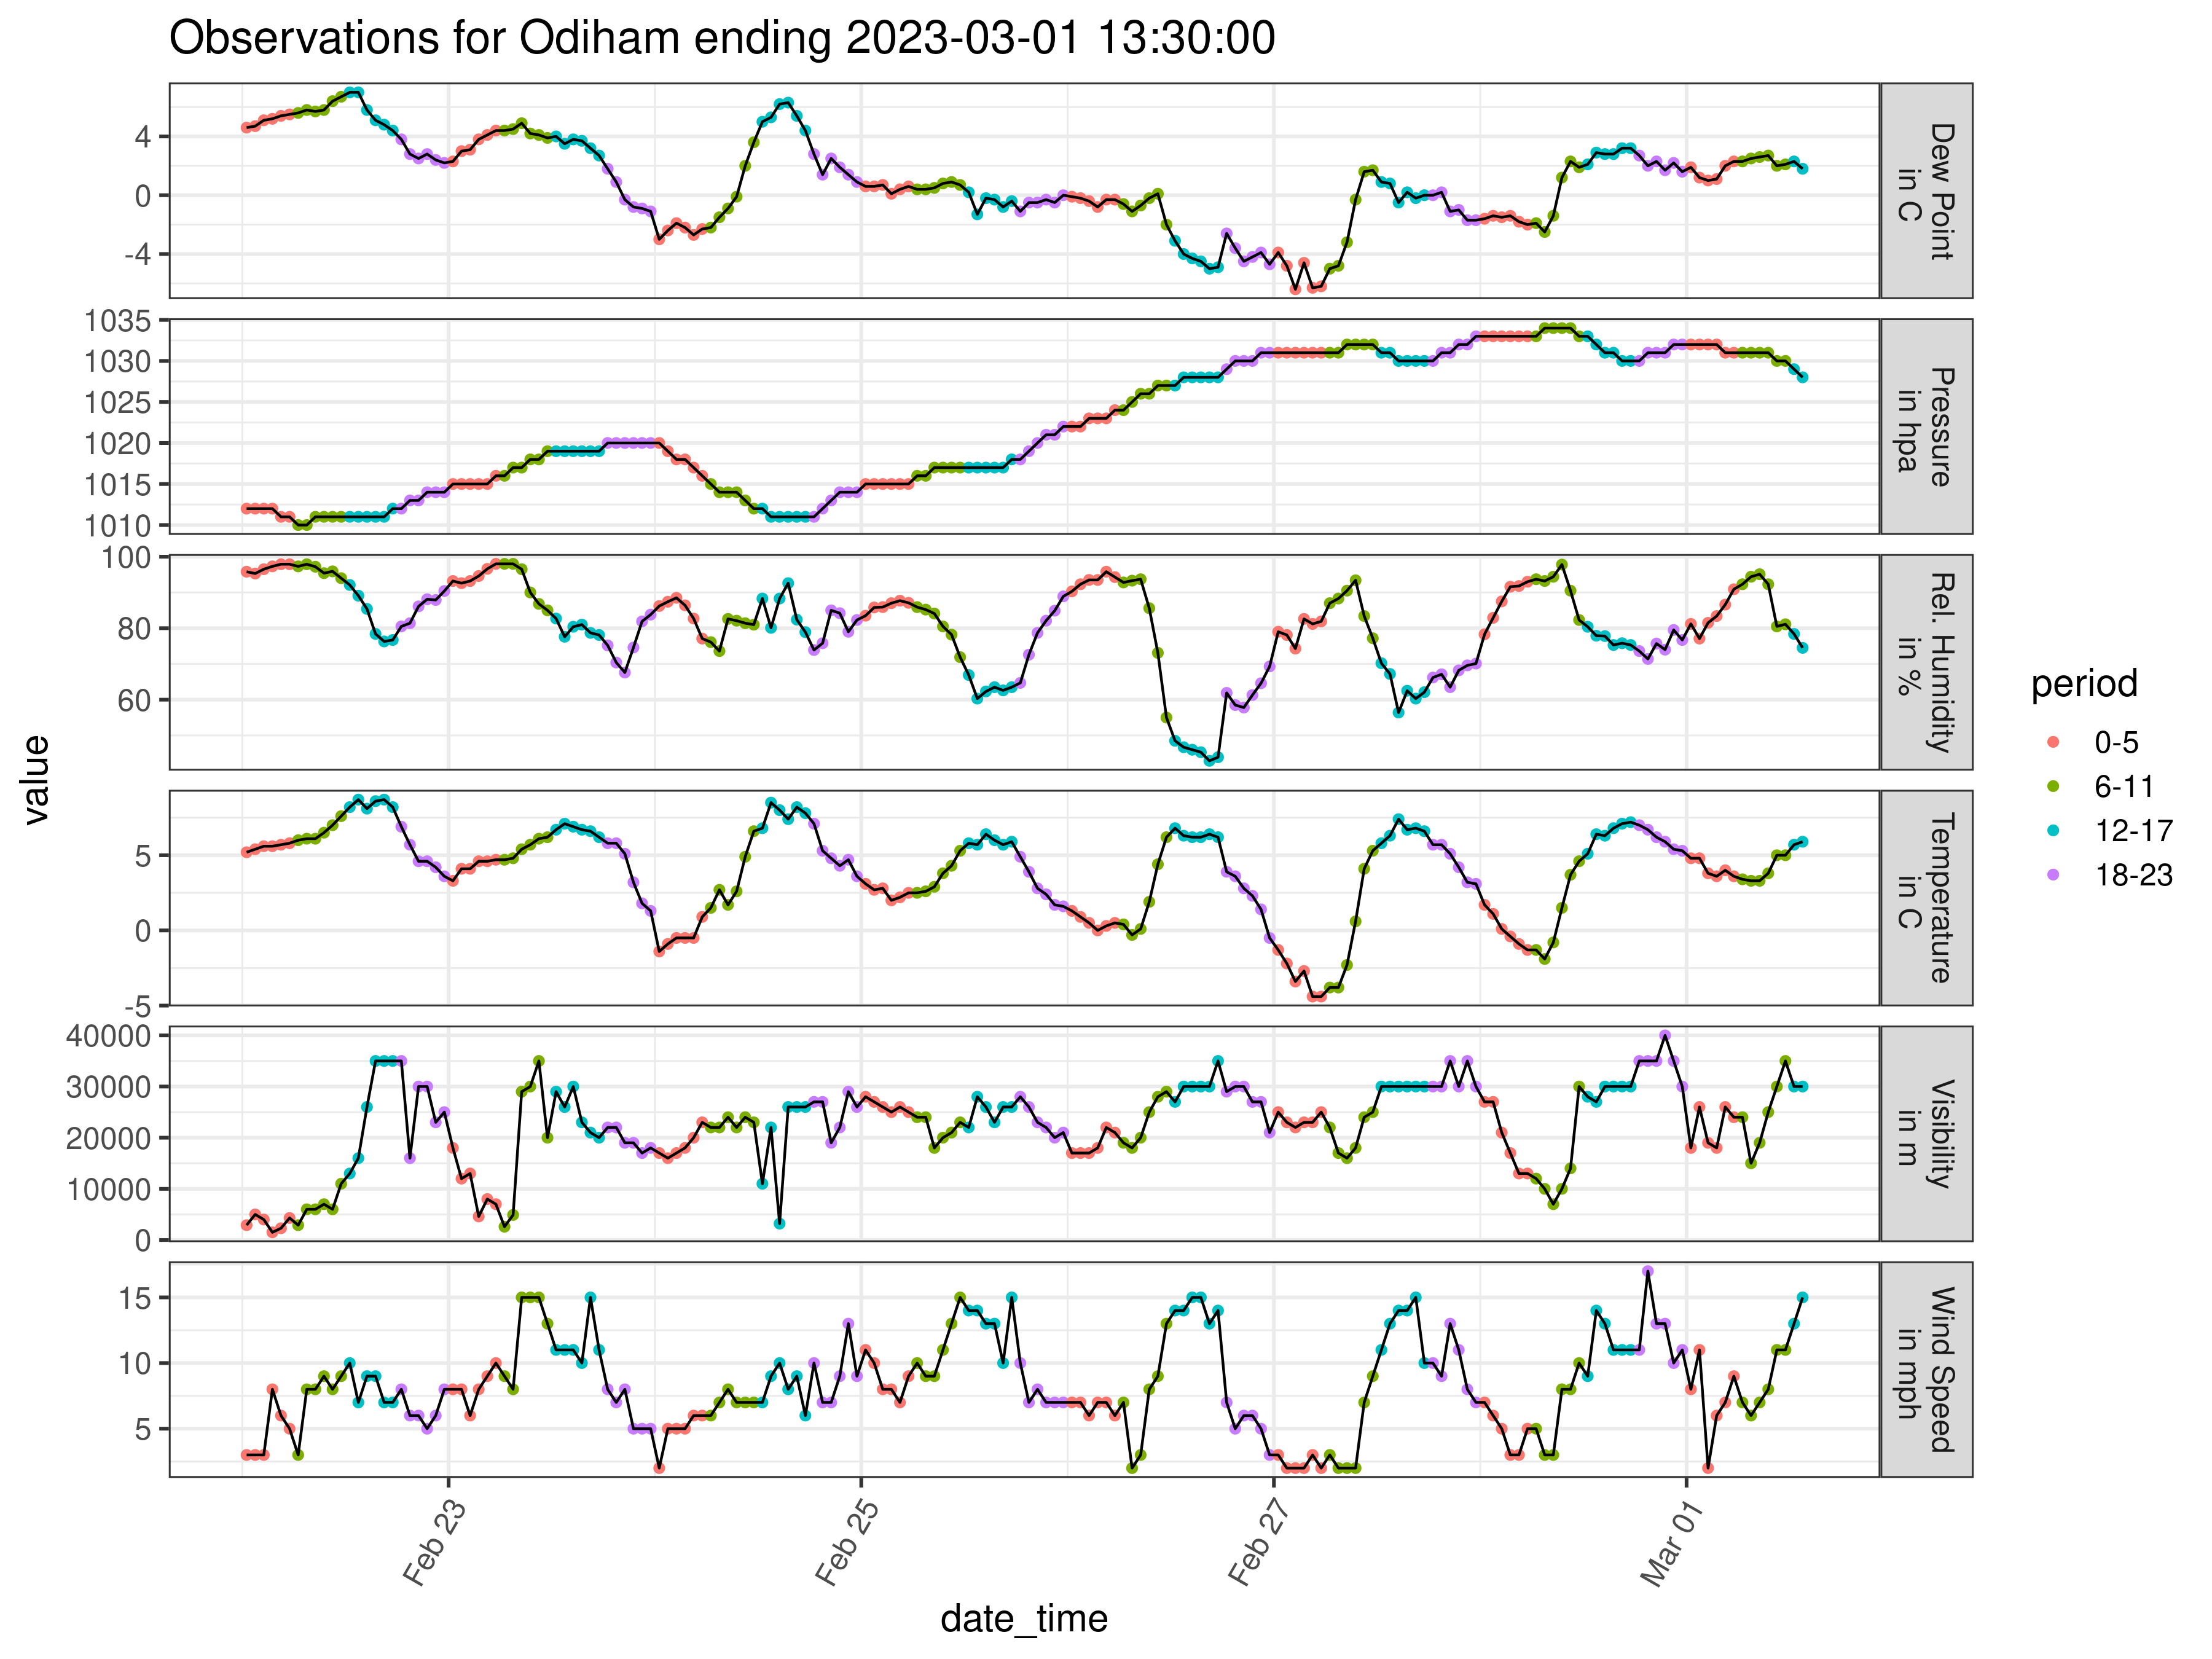 Observations for Odiham ending 2023-03-01 13:30:00
value
4
0
-4
Dew Point
in C
1035
1030
1025
1020
1015
1010
Pressure
in hpa
100
80
60
Rel. Humidity
in %
5
0
-5
Temperature
in C
40000
30000
20000
10000
0
Visibility
in m
15
10
5
Wind Speed
in mph
Feb 23
Feb 25
Feb 27
Mar 01
date_time
period
0-5
6-11
12-17
18-23